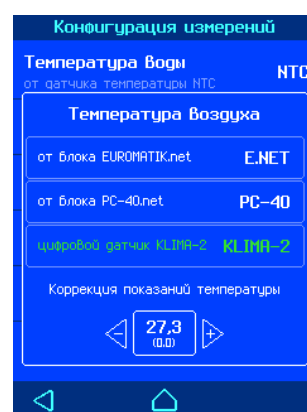 Конфигурация измерений
Температура Воды NTC
от датчика температуры NTC
Температура Воздуха
от блока EUROMATIK.net E.NET
от блока PC-40.net PC-40
цифровой датчик KLIMA-2 KLIMA-2
Коррекция показаний температуры
- 27,3 +
(0.0)